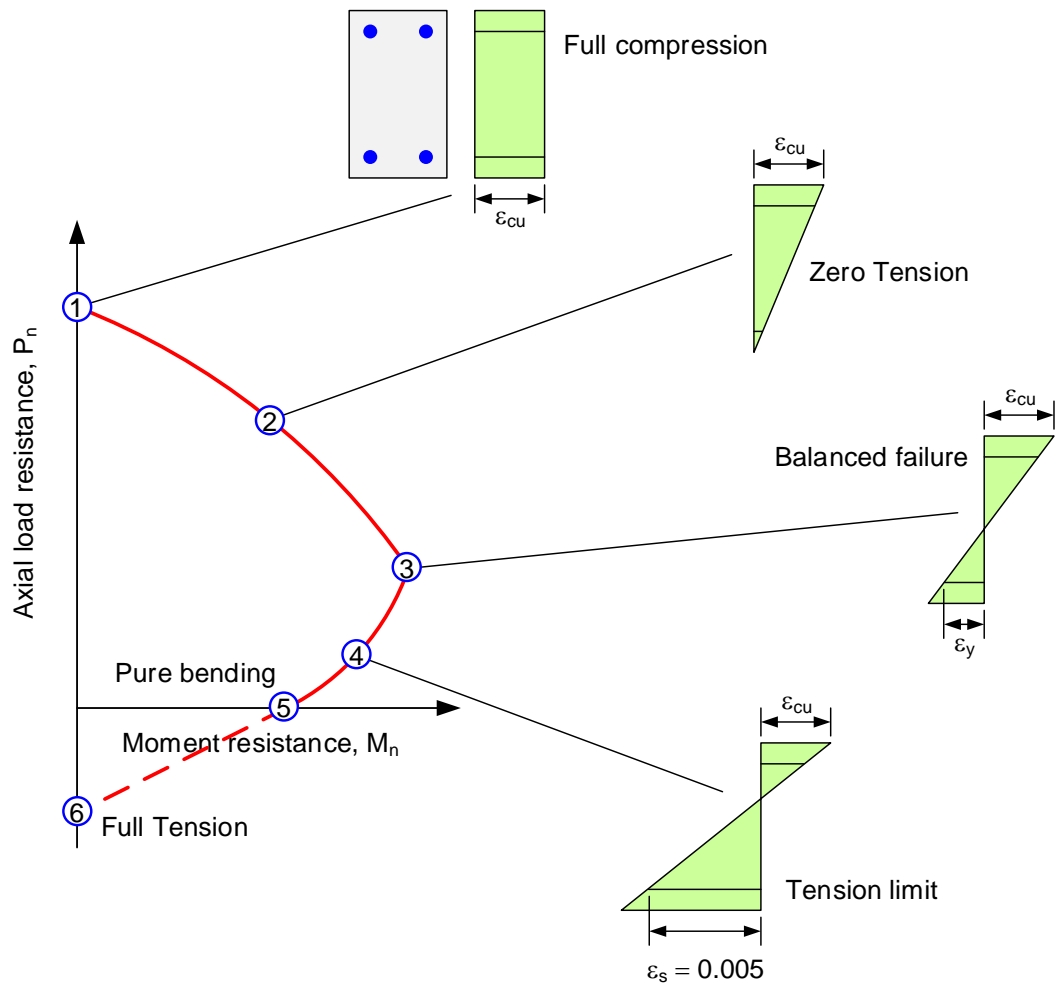 Full compression
εcu
εcu
Zero Tension
1
2
Axial load resistance, Pn
εcu
Balanced failure
3
εy
4
Pure bending
5
εcu
Moment resistance, Mn
6
Full Tension
Tension limit
εs = 0.005